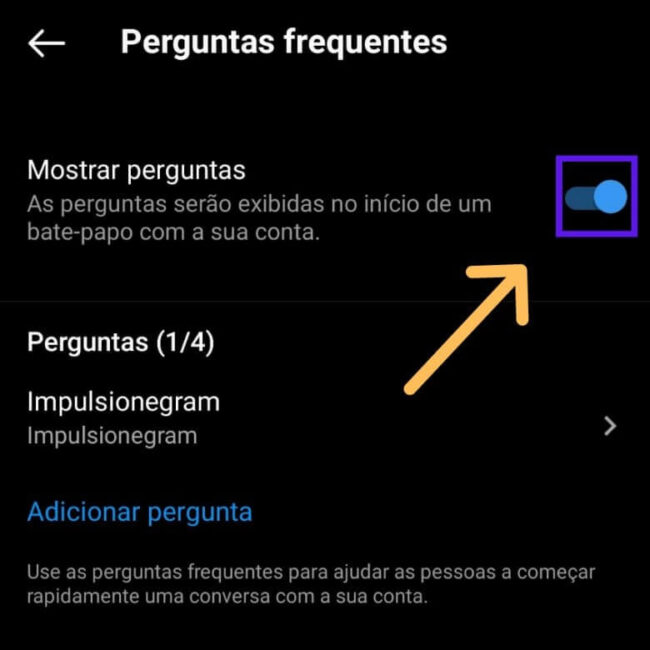 Perguntas frequentes
Mostrar perguntas
As perguntas serão exibidas no início de um
bate-papo com a sua conta.
Perguntas (1/4)
Impulsionegram
Impulsionegram
Adicionar pergunta
Use as perguntas frequentes para ajudar as pessoas a começar
rapidamente uma conversa com a sua conta.